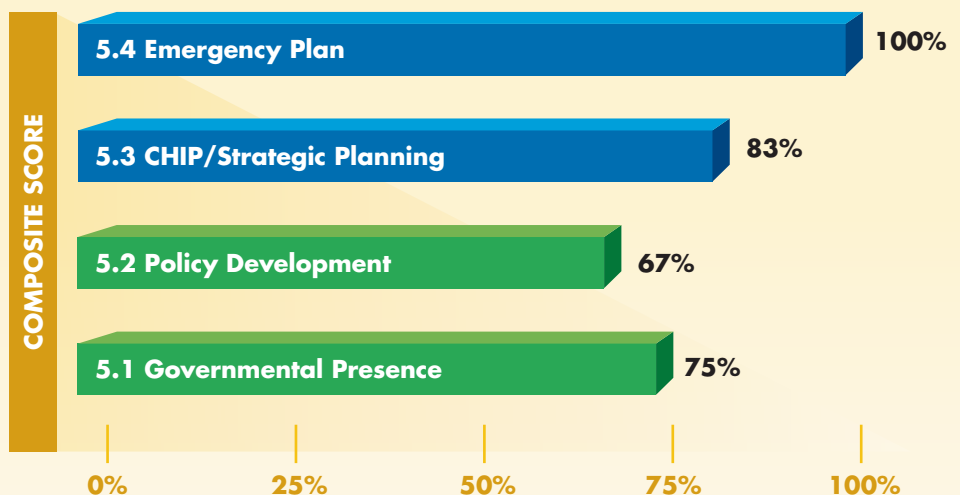 COMPOSITE SCORE
5.4 Emergency Plan 100%
5.3 CHIP/Strategic Planning 83%
5.2 Policy Development 67%
5.1 Governmental Presence 75%
0% 25% 50% 75% 100%